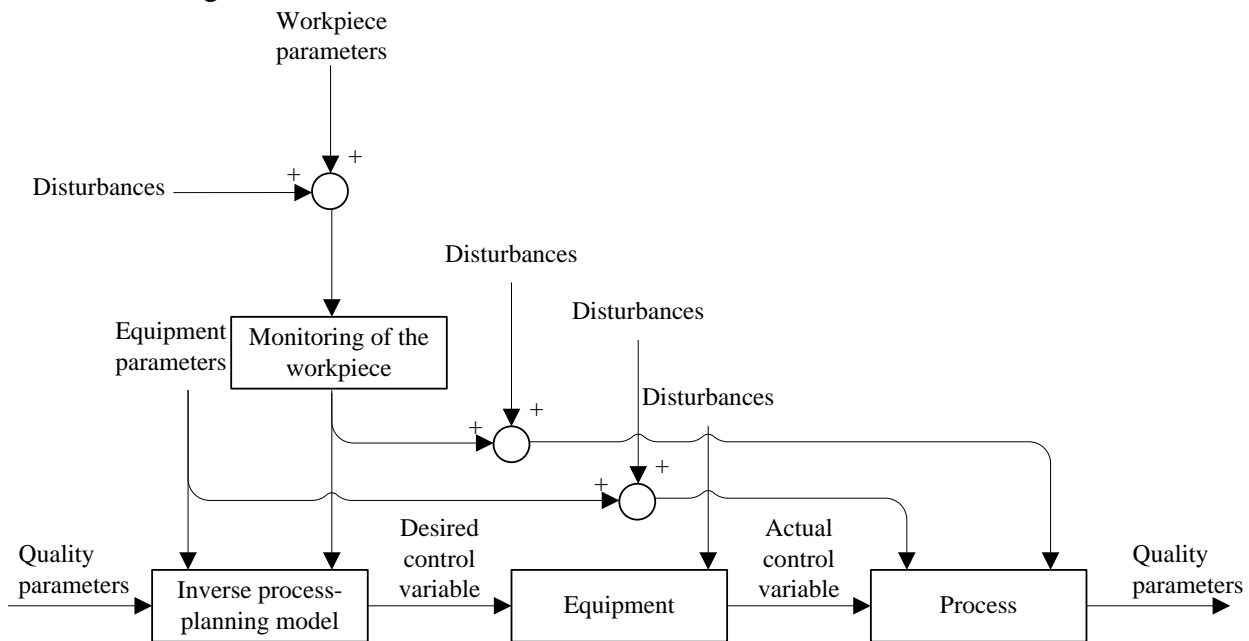 Workpiece
parameters
+
+
Disturbances
Disturbances
Disturbances
Equipment
parameters
Monitoring of the
workpiece
Disturbances
+
+
+
+
Quality
parameters
Inverse process-
planning model
Desired
control
variable
Equipment
Actual
control
variable
Process
Quality
parameters